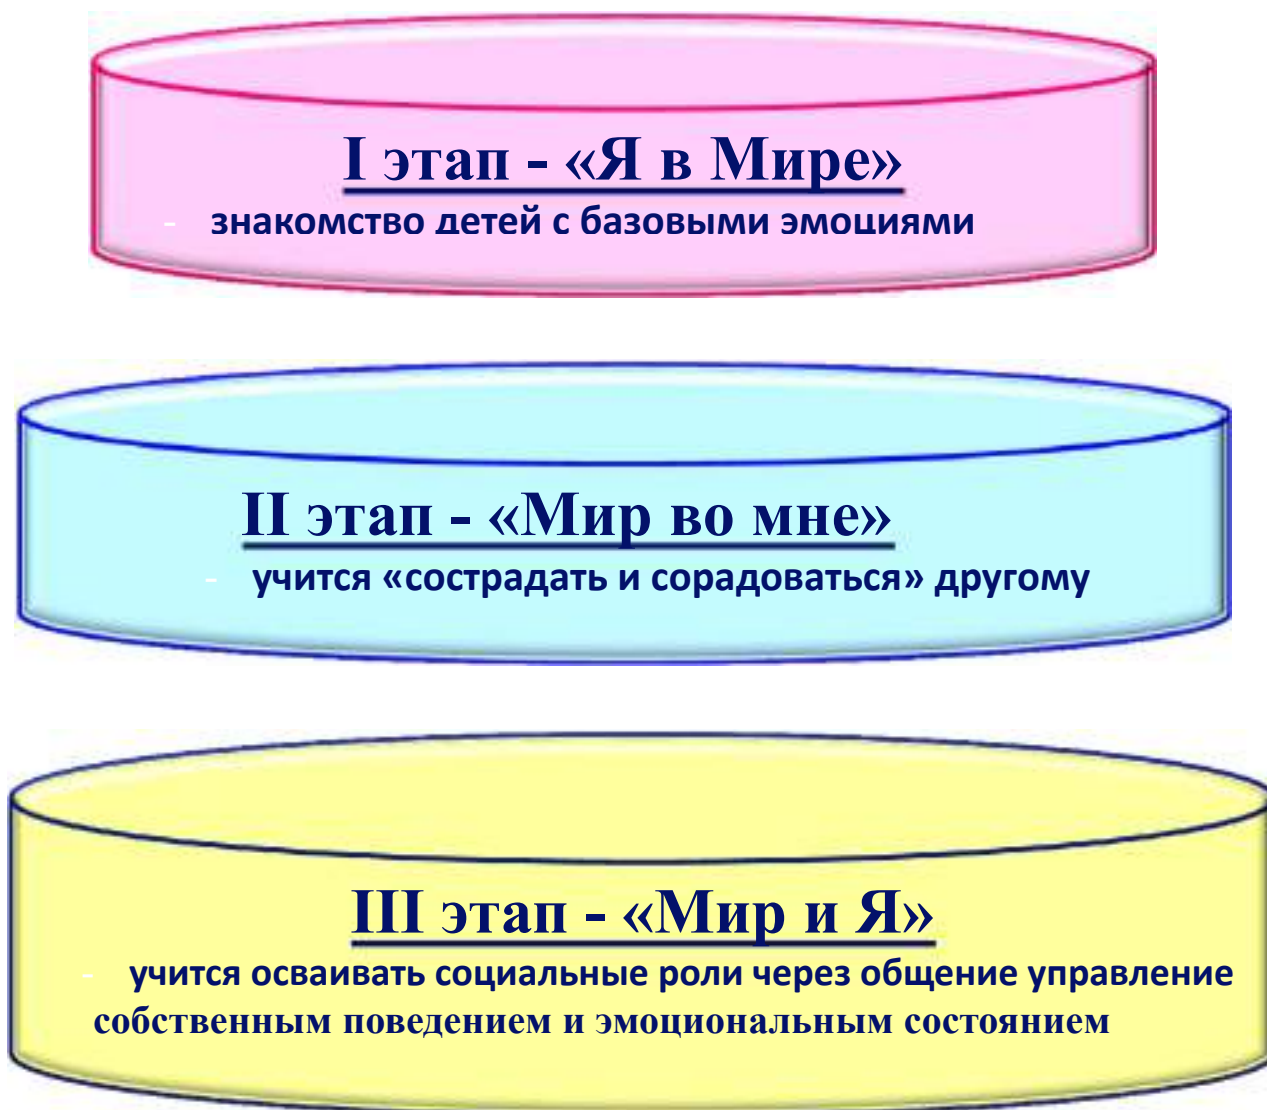 I этап - «Я в Мире»
- знакомство детей с базовыми эмоциями
II этап - «Мир во мне»
- учится «сострадать и сорадоваться» другому
III этап - «Мир и Я»
- учится осваивать социальные роли через общение управление
собственным поведением и эмоциональным состоянием